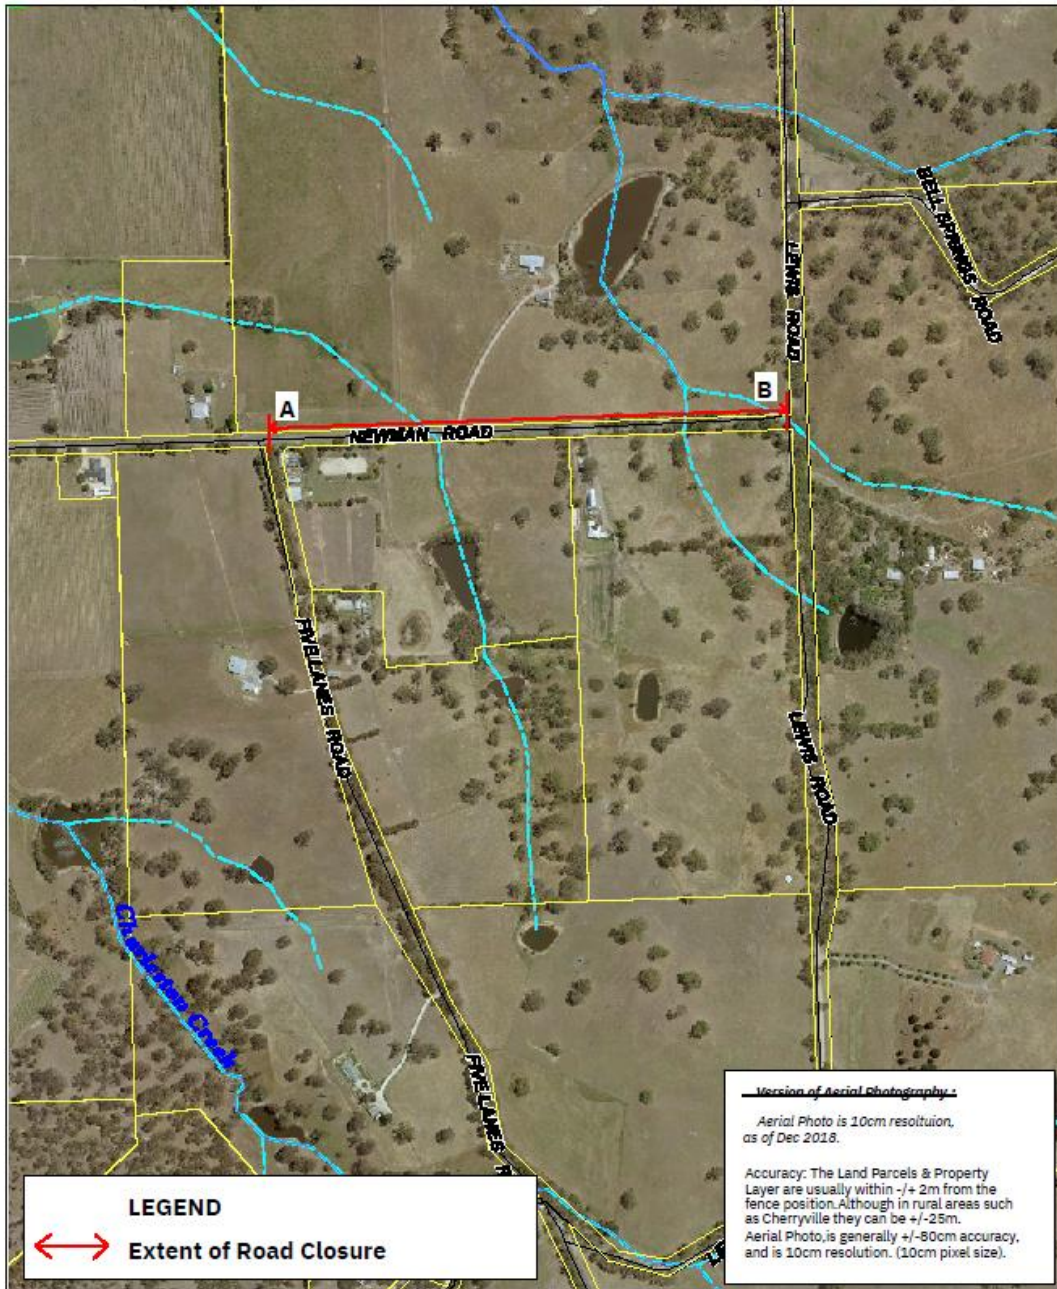 BELL SPRINGS ROAD
LEWIS ROAD
A
B
NEWMAN ROAD
FIVE LANES ROAD
LEWIS ROAD
Charleston Creek
FIVE LANES R
LEGEND
Extent of Road Closure
Version of Aerial Photography :
Aerial Photo is 10cm resoltuion,
as of Dec 2018.
Accuracy: The Land Parcels & Property
Layer are usually within -/+ 2m from the
fence position.Although in rural areas such
as Cherryville they can be +/-25m.
Aerial Photo,is generally +/-80cm accuracy,
and is 10cm resolution. (10cm pixel size).